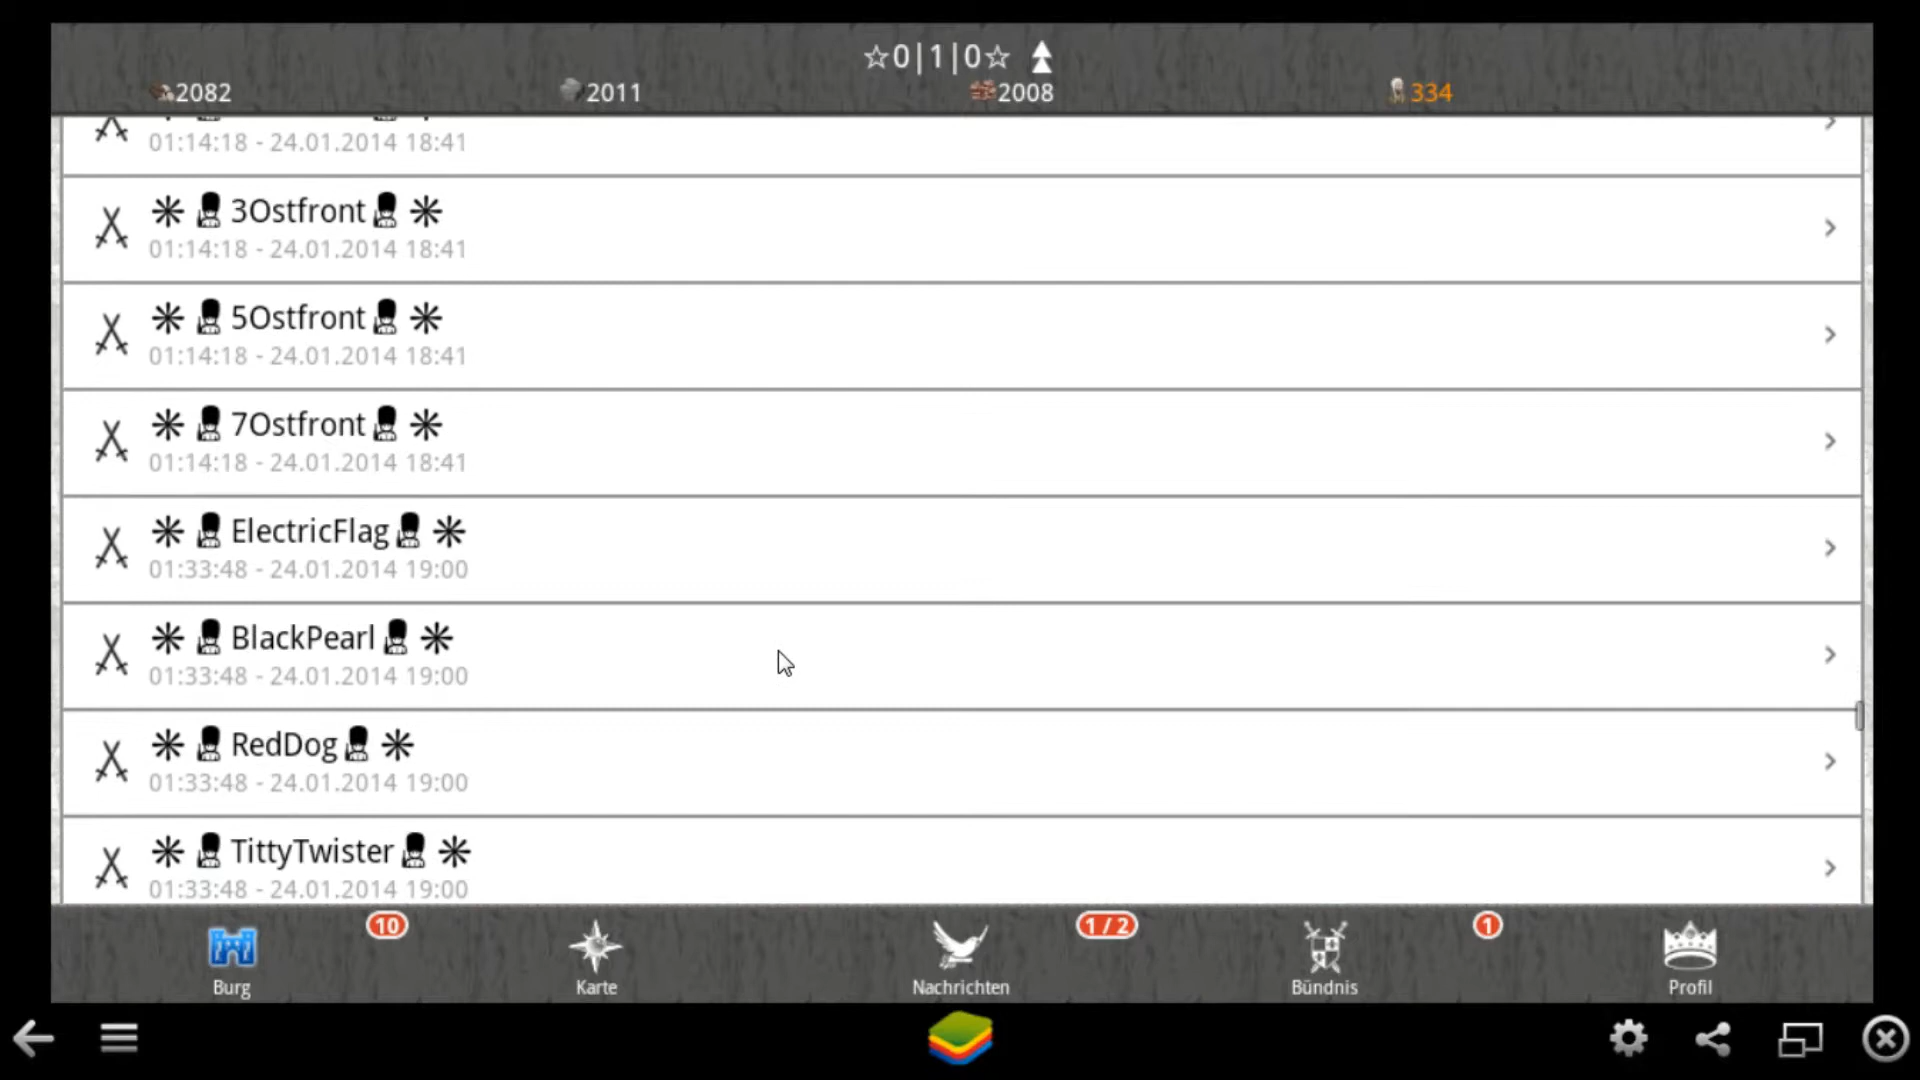 ☆0|1|0☆
2082 2011 2008 334
01:14:18 - 24.01.2014 18:41
3Ostfront
01:14:18 - 24.01.2014 18:41
5Ostfront
01:14:18 - 24.01.2014 18:41
7Ostfront
01:14:18 - 24.01.2014 18:41
ElectricFlag
01:33:48 - 24.01.2014 19:00
BlackPearl
01:33:48 - 24.01.2014 19:00
RedDog
01:33:48 - 24.01.2014 19:00
TittyTwister
01:33:48 - 24.01.2014 19:00
10 1 / 2 1
Burg Karte Nachrichten Bündnis Profil